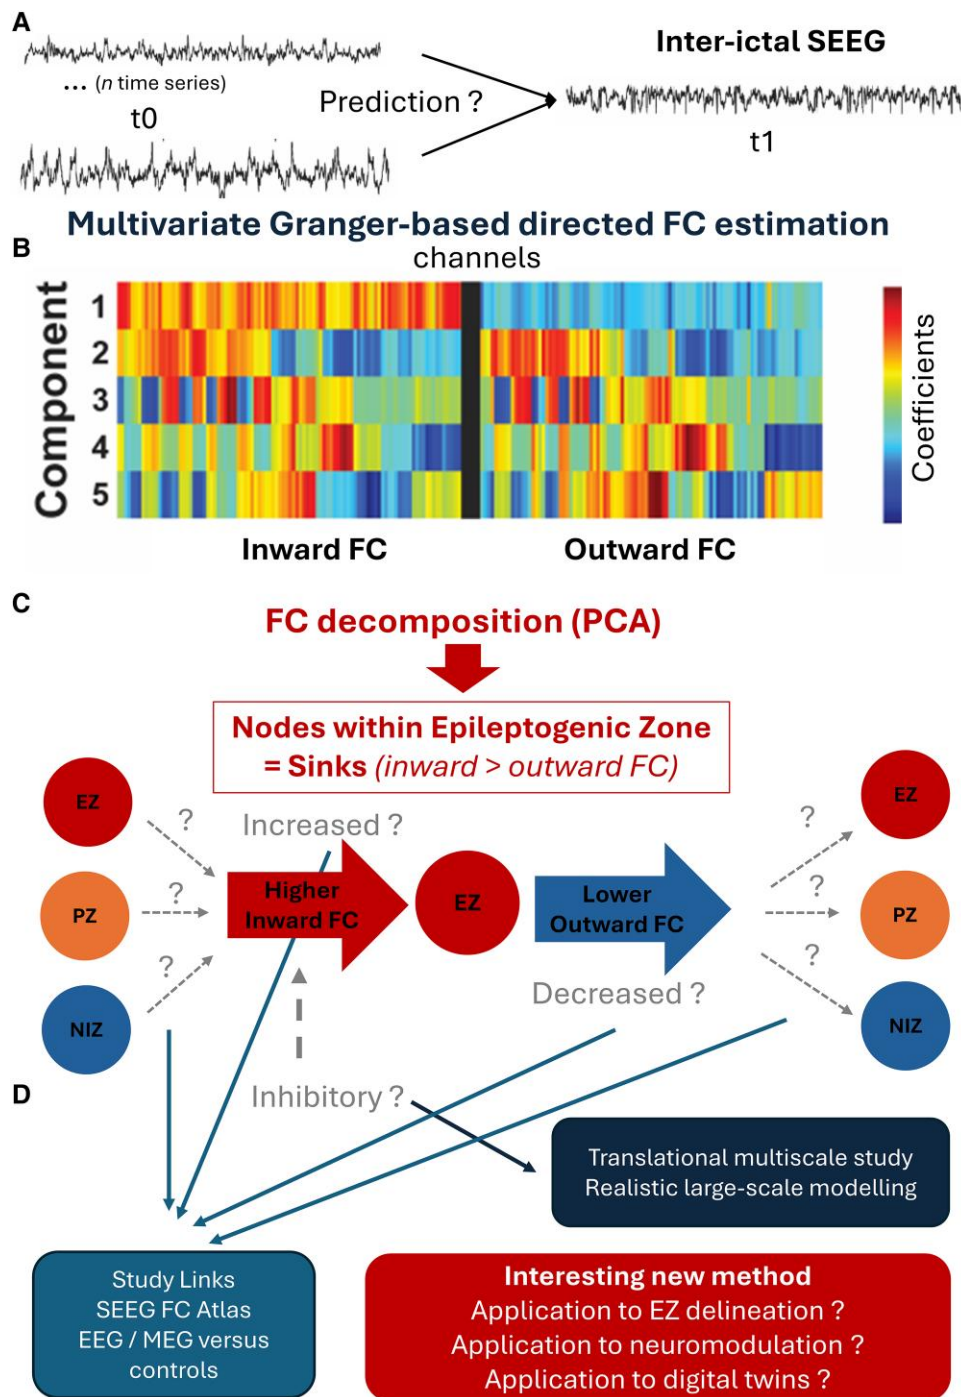 A
Inter-ictal SEEG
... (n time series)
Prediction ?
t0
t1
Multivariate Granger-based directed FC estimation
B
channels
Component
1
2
3
4
5
Coefficients
Inward FC
Outward FC
C
FC decomposition (PCA)
Nodes within Epileptogenic Zone
= Sinks (inward > outward FC)
EZ
PZ
NIZ
?
?
?
Increased ?
Higher
Inward FC
EZ
Lower
Outward FC
Decreased ?
?
?
?
EZ
PZ
NIZ
D
Inhibitory ?
Translational multiscale study
Realistic large-scale modelling
Study Links
SEEG FC Atlas
EEG / MEG versus
controls
Interesting new method
Application to EZ delineation ?
Application to neuromodulation ?
Application to digital twins ?